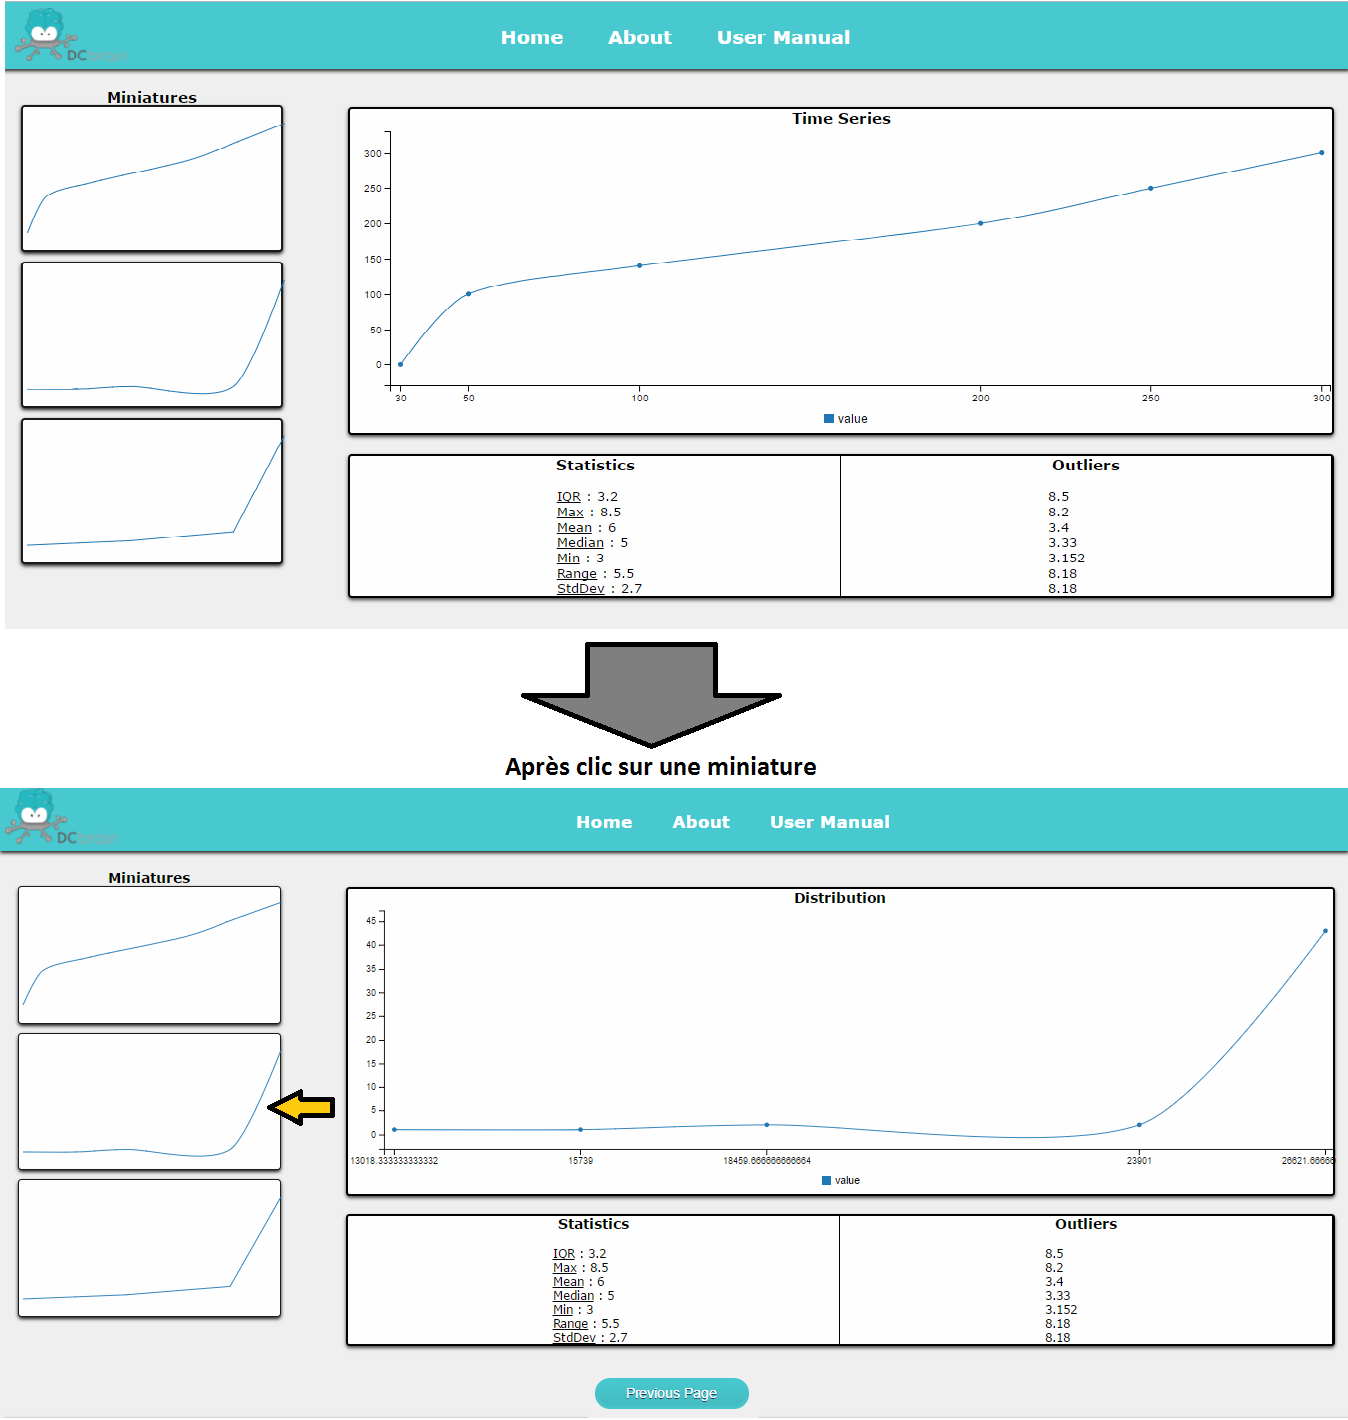 DC
Home About User Manual
Miniatures
Time Series
300
250
200
150
100
50
0
30 50 100 200 250 300
value
Statistics
IQR : 3.2
Max : 8.5
Mean : 6
Median : 5
Min : 3
Range : 5.5
StdDev : 2.7
Outliers
8.5
8.2
3.4
3.33
3.152
8.18
8.18
Après clic sur une miniature
DC
Home About User Manual
Miniatures
Distribution
45
40
35
30
25
20
15
10
5
0
13018.333333333332 15739 18459.666666666664 23901 26621.66666
value
Statistics
IQR : 3.2
Max : 8.5
Mean : 6
Median : 5
Min : 3
Range : 5.5
StdDev : 2.7
Outliers
8.5
8.2
3.4
3.33
3.152
8.18
8.18
Previous Page